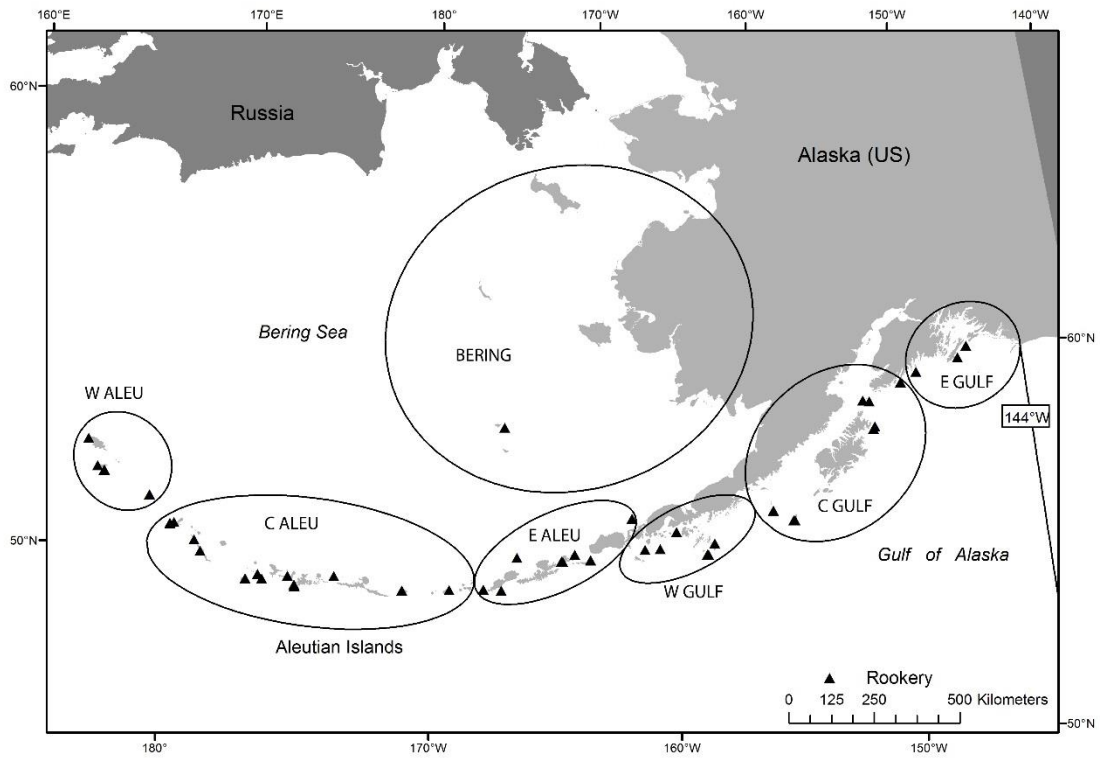 160°E 170°E 180° 170°W 160°W 150°W 140°W
60°N
Russia
Alaska (US)
Bering Sea
BERING
60°N
E GULF
W ALEU
144°W
C ALEU
E ALEU
C GULF
50°N
Gulf of Alaska
W GULF
Aleutian Islands
Rookery
0 125 250 500 Kilometers
50°N
180° 170°W 160°W 150°W